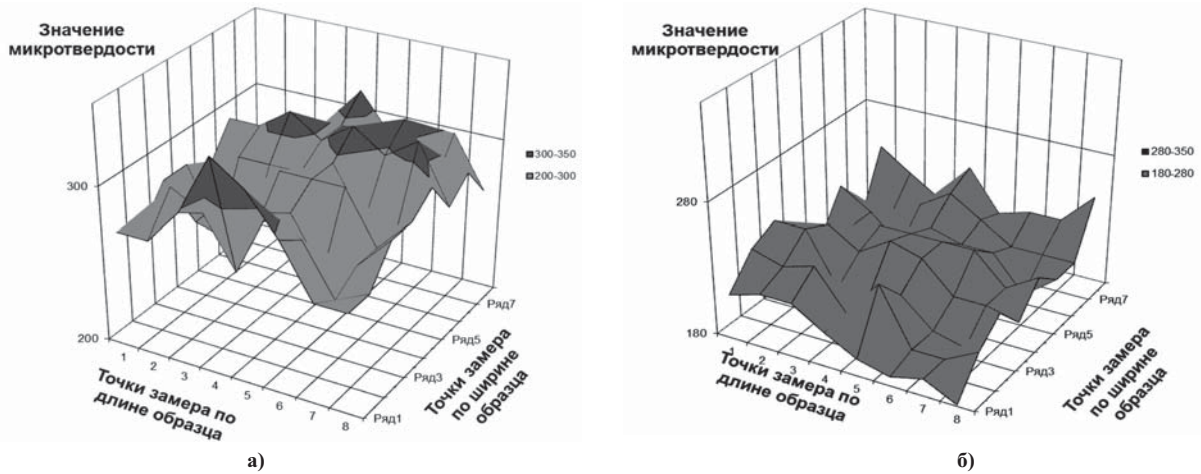 Значение
микротвердости
300
200
1
2
3
4
5
6
7
8
Ряд1
Ряд3
Ряд5
Ряд7
Точки замера по
длине образца
Точки замера
по ширине
образца
300-350
200-300
а)
Значение
микротвердости
280
180
1
2
3
4
5
6
7
8
Ряд1
Ряд3
Ряд5
Ряд7
Точки замера по
длине образца
Точки замера
по ширине
образца
280-350
180-280
б)